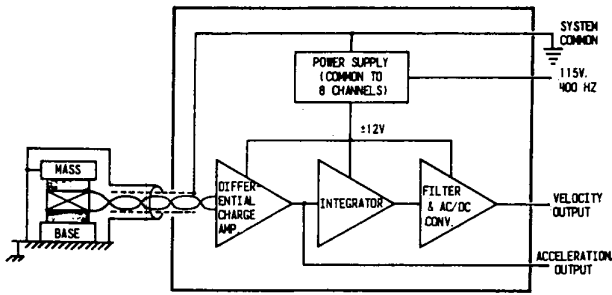 SYSTEM
COMMON
POWER SUPPLY
(COMMON TO
8 CHANNELS)
115V.
400 HZ
±12V
MASS
BASE
DIFFER-
ENTIAL
CHARGE
AMP.
INTEGRATOR
FILTER
& AC/DC
CONV.
VELOCITY
OUTPUT
ACCELERATION
OUTPUT